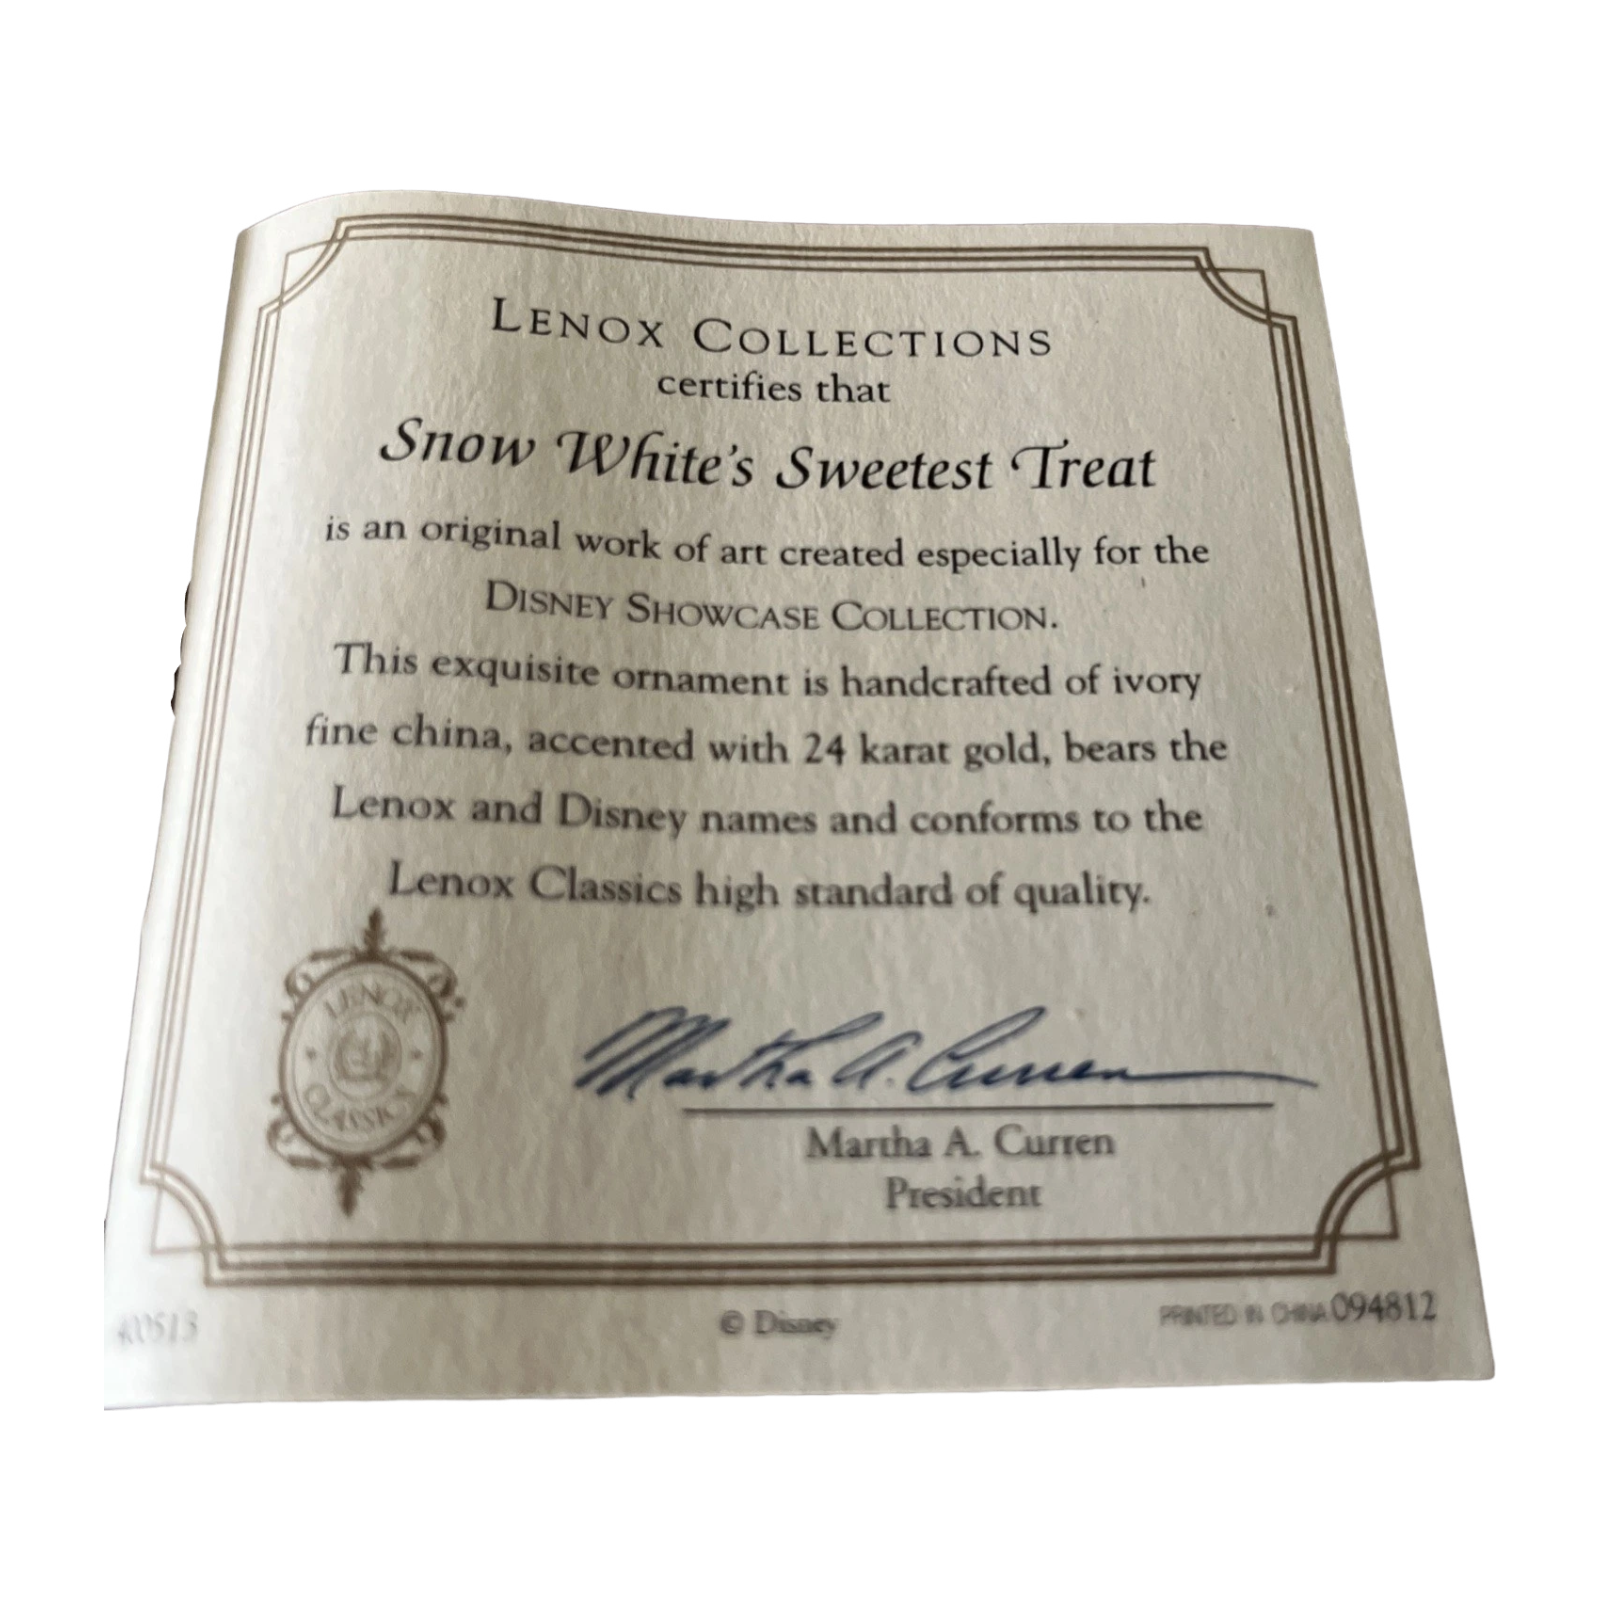 LENOX COLLECTIONS
certifies that
Snow White's Sweetest Treat
is an original work of art created especially for the
DISNEY SHOWCASE COLLECTION.
This exquisite ornament is handcrafted of ivory
fine china, accented with 24 karat gold, bears the
Lenox and Disney names and conforms to the
Lenox Classics high standard of quality.
LENOX
CLASSICS
Martha A. Curren
Martha A. Curren
President
© Disney
PRINTED IN CHINA 094812